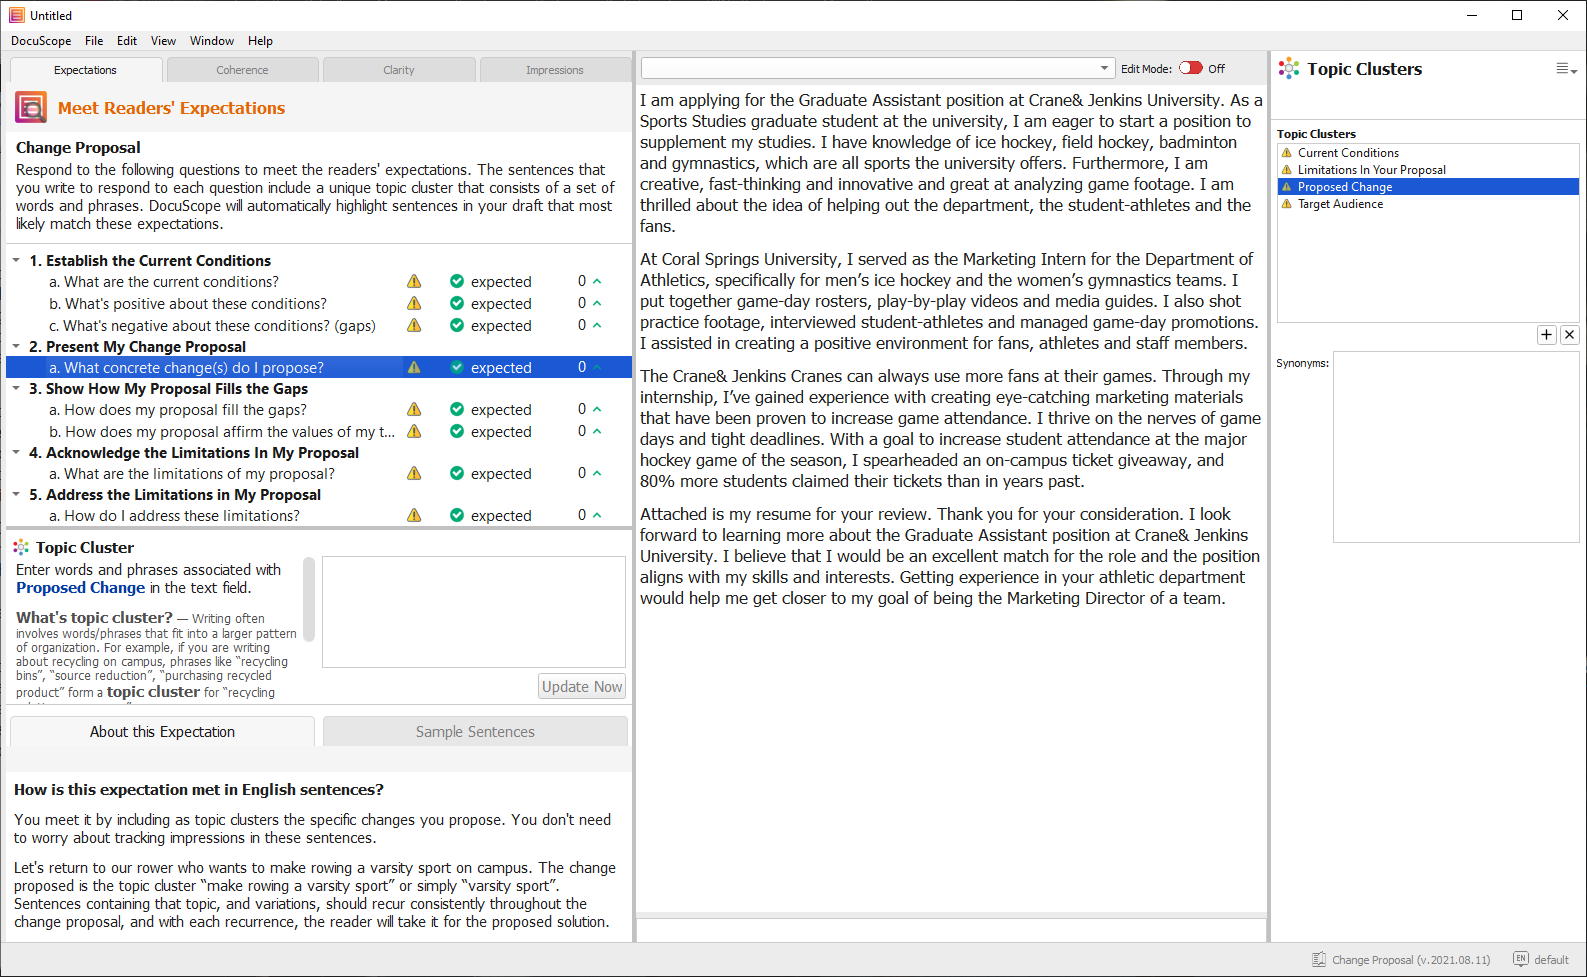 Untitled
DocuScope File Edit View Window Help
Expectations Coherence Clarity Impressions
Meet Readers' Expectations
Change Proposal
Respond to the following questions to meet the readers' expectations. The sentences that
you write to respond to each question include a unique topic cluster that consists of a set of
words and phrases. DocuScope will automatically highlight sentences in your draft that most
likely match these expectations.
1. Establish the Current Conditions
a. What are the current conditions? expected 0
b. What's positive about these conditions? expected 0
c. What's negative about these conditions? (gaps) expected 0
2. Present My Change Proposal
a. What concrete change(s) do I propose? expected 0
3. Show How My Proposal Fills the Gaps
a. How does my proposal fill the gaps? expected 0
b. How does my proposal affirm the values of my t... expected 0
4. Acknowledge the Limitations In My Proposal
a. What are the limitations of my proposal? expected 0
5. Address the Limitations in My Proposal
a. How do I address these limitations? expected 0
Topic Cluster
Enter words and phrases associated with
Proposed Change in the text field.
What's topic cluster? — Writing often
involves words/phrases that fit into a larger pattern
of organization. For example, if you are writing
about recycling on campus, phrases like “recycling
bins”, “source reduction”, “purchasing recycled
product” form a topic cluster for “recycling
Update Now
About this Expectation Sample Sentences
How is this expectation met in English sentences?
You meet it by including as topic clusters the specific changes you propose. You don't need
to worry about tracking impressions in these sentences.
Let's return to our rower who wants to make rowing a varsity sport on campus. The change
proposed is the topic cluster “make rowing a varsity sport” or simply “varsity sport”.
Sentences containing that topic, and variations, should recur consistently throughout the
change proposal, and with each recurrence, the reader will take it for the proposed solution.
Edit Mode: Off
I am applying for the Graduate Assistant position at Crane& Jenkins University. As a
Sports Studies graduate student at the university, I am eager to start a position to
supplement my studies. I have knowledge of ice hockey, field hockey, badminton
and gymnastics, which are all sports the university offers. Furthermore, I am
creative, fast-thinking and innovative and great at analyzing game footage. I am
thrilled about the idea of helping out the department, the student-athletes and the
fans.
At Coral Springs University, I served as the Marketing Intern for the Department of
Athletics, specifically for men’s ice hockey and the women’s gymnastics teams. I
put together game-day rosters, play-by-play videos and media guides. I also shot
practice footage, interviewed student-athletes and managed game-day promotions.
I assisted in creating a positive environment for fans, athletes and staff members.
The Crane& Jenkins Cranes can always use more fans at their games. Through my
internship, I’ve gained experience with creating eye-catching marketing materials
that have been proven to increase game attendance. I thrive on the nerves of game
days and tight deadlines. With a goal to increase student attendance at the major
hockey game of the season, I spearheaded an on-campus ticket giveaway, and
80% more students claimed their tickets than in years past.
Attached is my resume for your review. Thank you for your consideration. I look
forward to learning more about the Graduate Assistant position at Crane& Jenkins
University. I believe that I would be an excellent match for the role and the position
aligns with my skills and interests. Getting experience in your athletic department
would help me get closer to my goal of being the Marketing Director of a team.
Topic Clusters
Topic Clusters
Current Conditions
Limitations In Your Proposal
Proposed Change
Target Audience
Synonyms:
Change Proposal (v.2021.08.11) EN default